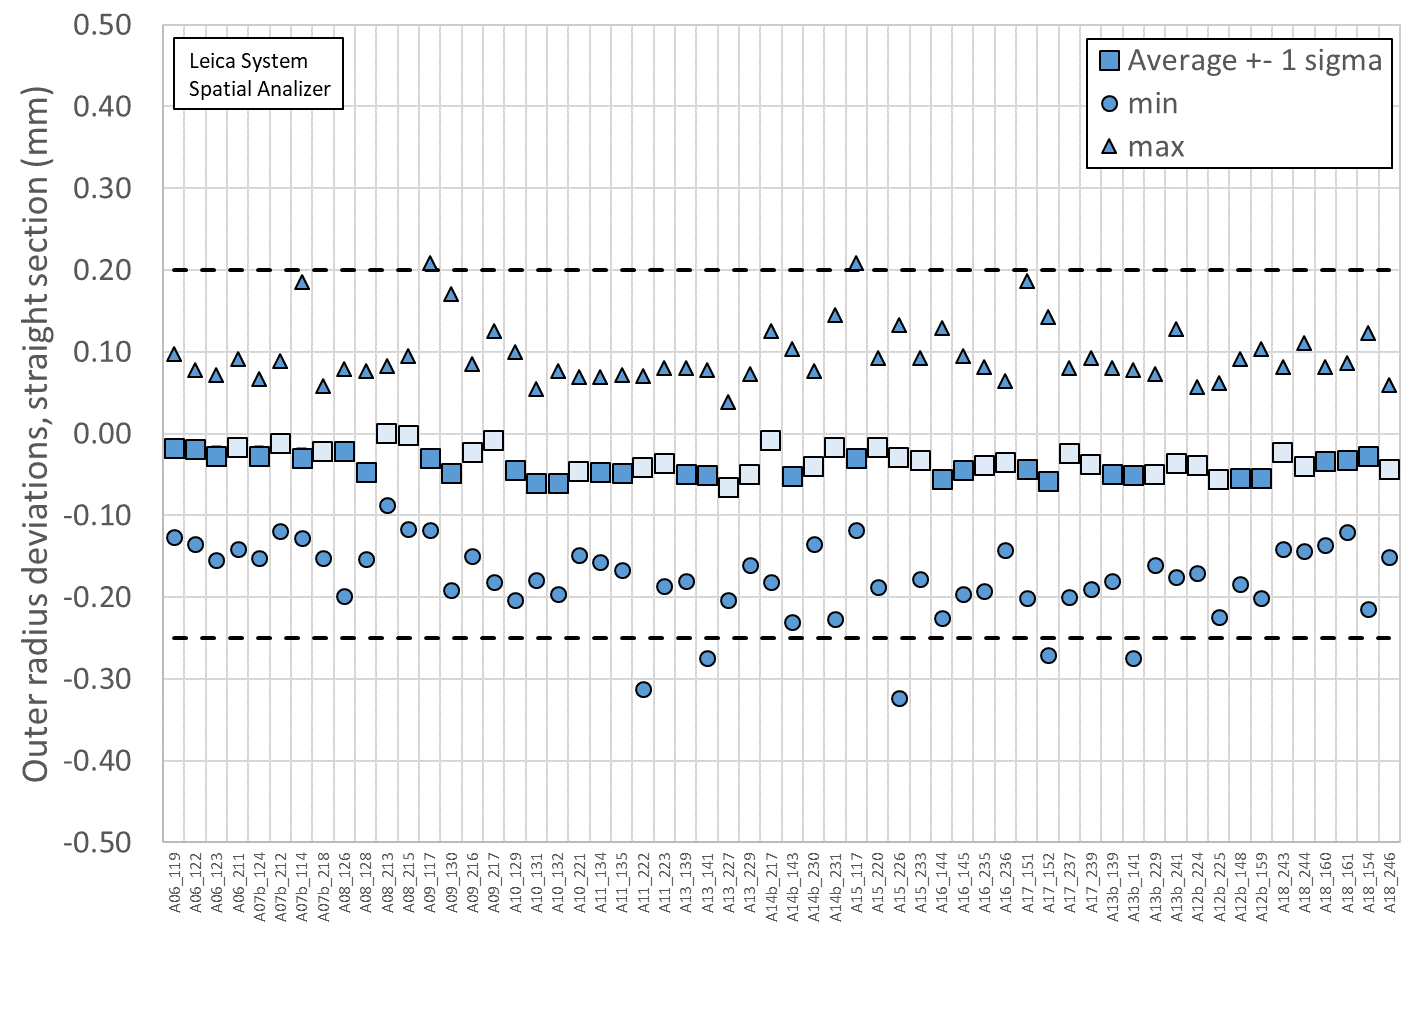 0.50
0.40
0.30
0.20
0.10
0.00
-0.10
-0.20
-0.30
-0.40
-0.50
Outer radius deviations, straight section (mm)
Leica System
Spatial Analizer
Average +- 1 sigma
min
max
A06_119
A06_122
A06_123
A06_211
A07b_124
A07b_212
A07b_114
A07b_218
A08_126
A08_128
A08_213
A08_215
A09_117
A09_130
A09_216
A09_217
A10_129
A10_131
A10_132
A10_221
A11_134
A11_135
A11_222
A11_223
A13_139
A13_141
A13_227
A13_229
A14b_217
A14b_143
A14b_230
A14b_231
A15_117
A15_220
A15_226
A15_233
A16_144
A16_145
A16_235
A16_236
A17_151
A17_152
A17_237
A17_239
A13b_139
A13b_141
A13b_229
A13b_241
A12b_224
A12b_225
A12b_148
A12b_159
A18_243
A18_244
A18_160
A18_161
A18_154
A18_246